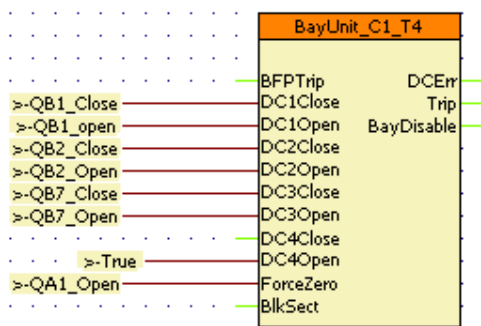 BayUnit_C1_T4
BFPTrip DCErr
>-QB1_Close DC1Close Trip
>-QB1_open DC1Open BayDisable
>-QB2_Close DC2Close
>-QB2_Open DC2Open
>-QB7_Close DC3Close
>-QB7_Open DC3Open
DC4Close
>-True DC4Open
>-QA1_Open ForceZero
BlkSect